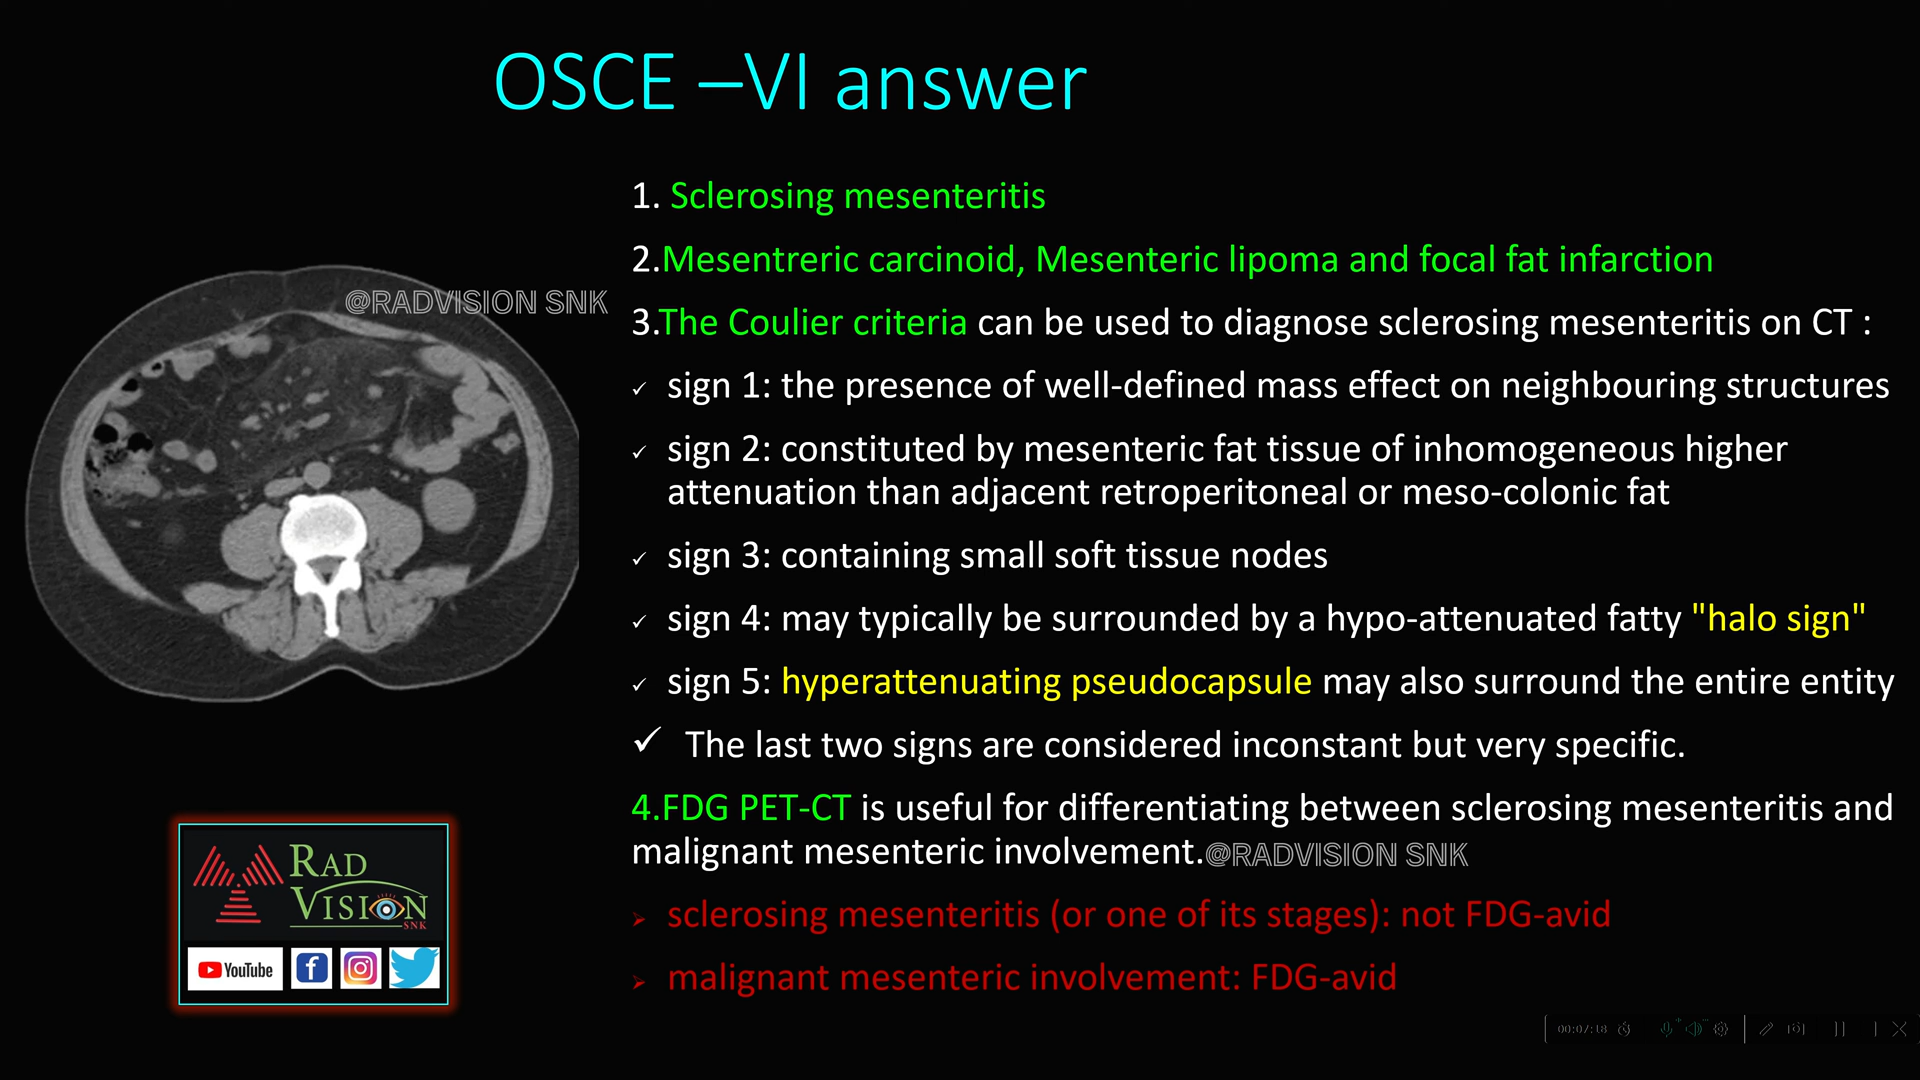 OSCE –VI answer
1. Sclerosing mesenteritis
2.Mesentreric carcinoid, Mesenteric lipoma and focal fat infarction
@RADVISION SNK
3.The Coulier criteria can be used to diagnose sclerosing mesenteritis on CT :
✓ sign 1: the presence of well-defined mass effect on neighbouring structures
✓ sign 2: constituted by mesenteric fat tissue of inhomogeneous higher
attenuation than adjacent retroperitoneal or meso-colonic fat
✓ sign 3: containing small soft tissue nodes
✓ sign 4: may typically be surrounded by a hypo-attenuated fatty "halo sign"
✓ sign 5: hyperattenuating pseudocapsule may also surround the entire entity
✓ The last two signs are considered inconstant but very specific.
4.FDG PET-CT is useful for differentiating between sclerosing mesenteritis and
malignant mesenteric involvement.@RADVISION SNK
➢ sclerosing mesenteritis (or one of its stages): not FDG-avid
➢ malignant mesenteric involvement: FDG-avid
RAD
VISION
SNK
YouTube
00:07:18